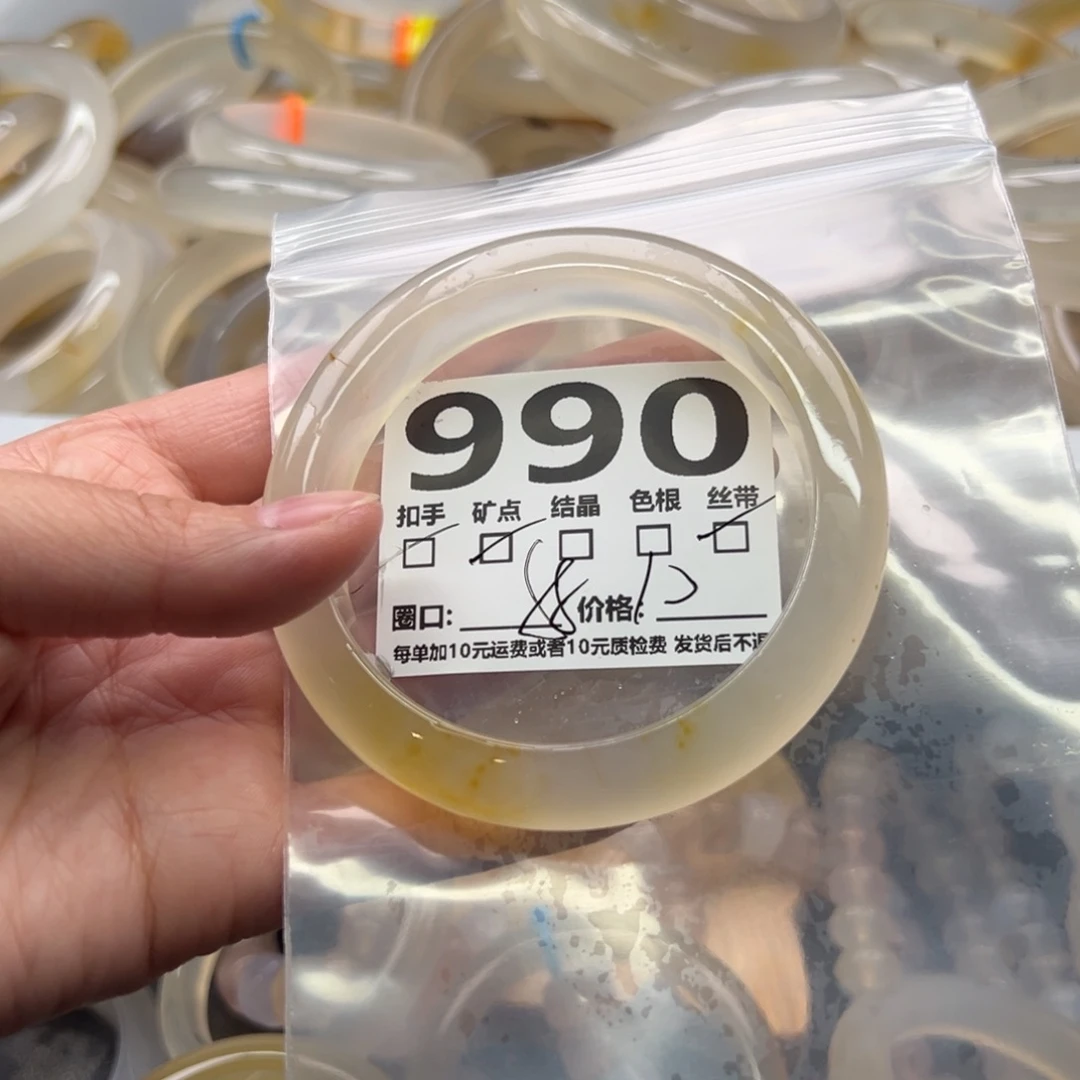 990
扣手 矿点 结晶 色根 丝带
圈口: 价格:
每单加10元运费或者10元质检费 发货后不退